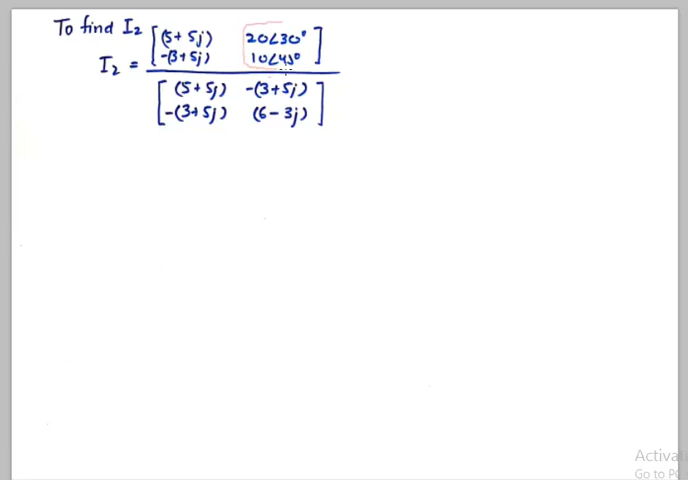 To find I2
[(5+5j) 20∠30°]
[-(3+5j) 10∠45°]
I2 =
[(5+5j) -(3+5j)]
[-(3+5j) (6-3j)]
Activa
Go to PC